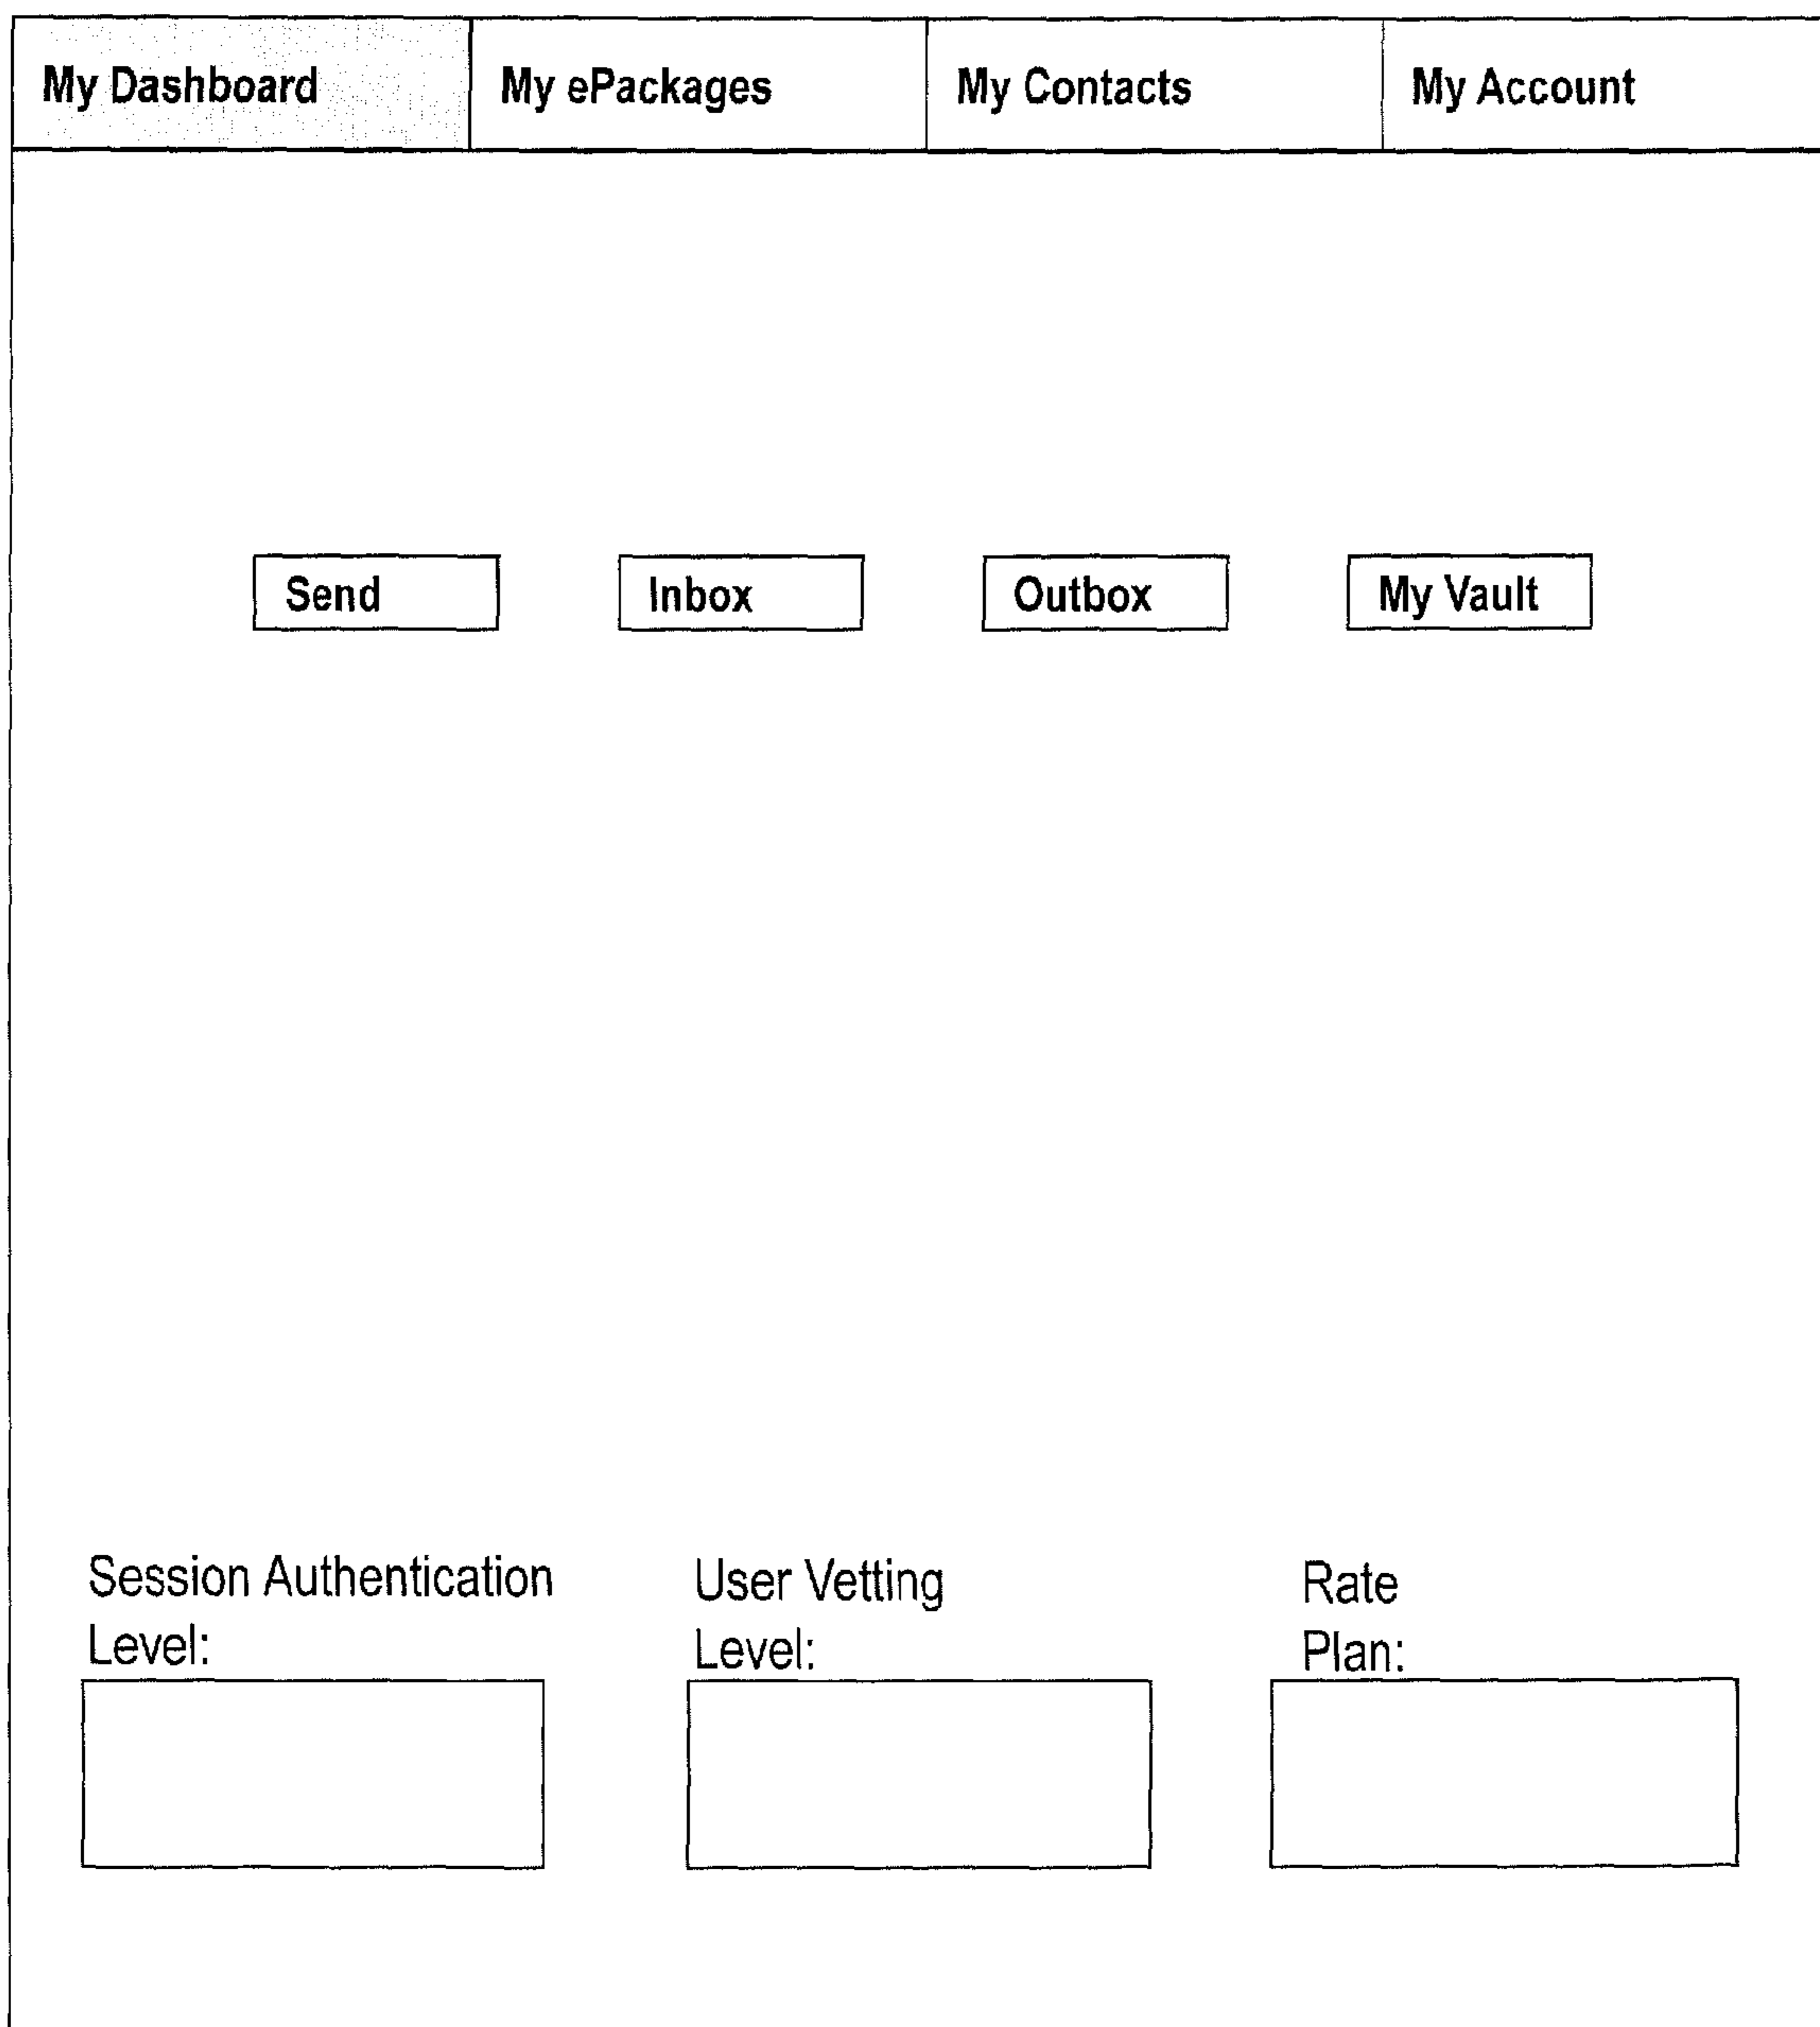 My Dashboard My ePackages My Contacts My Account
Send Inbox Outbox My Vault
Session Authentication User Vetting Rate
Level: Level: Plan: